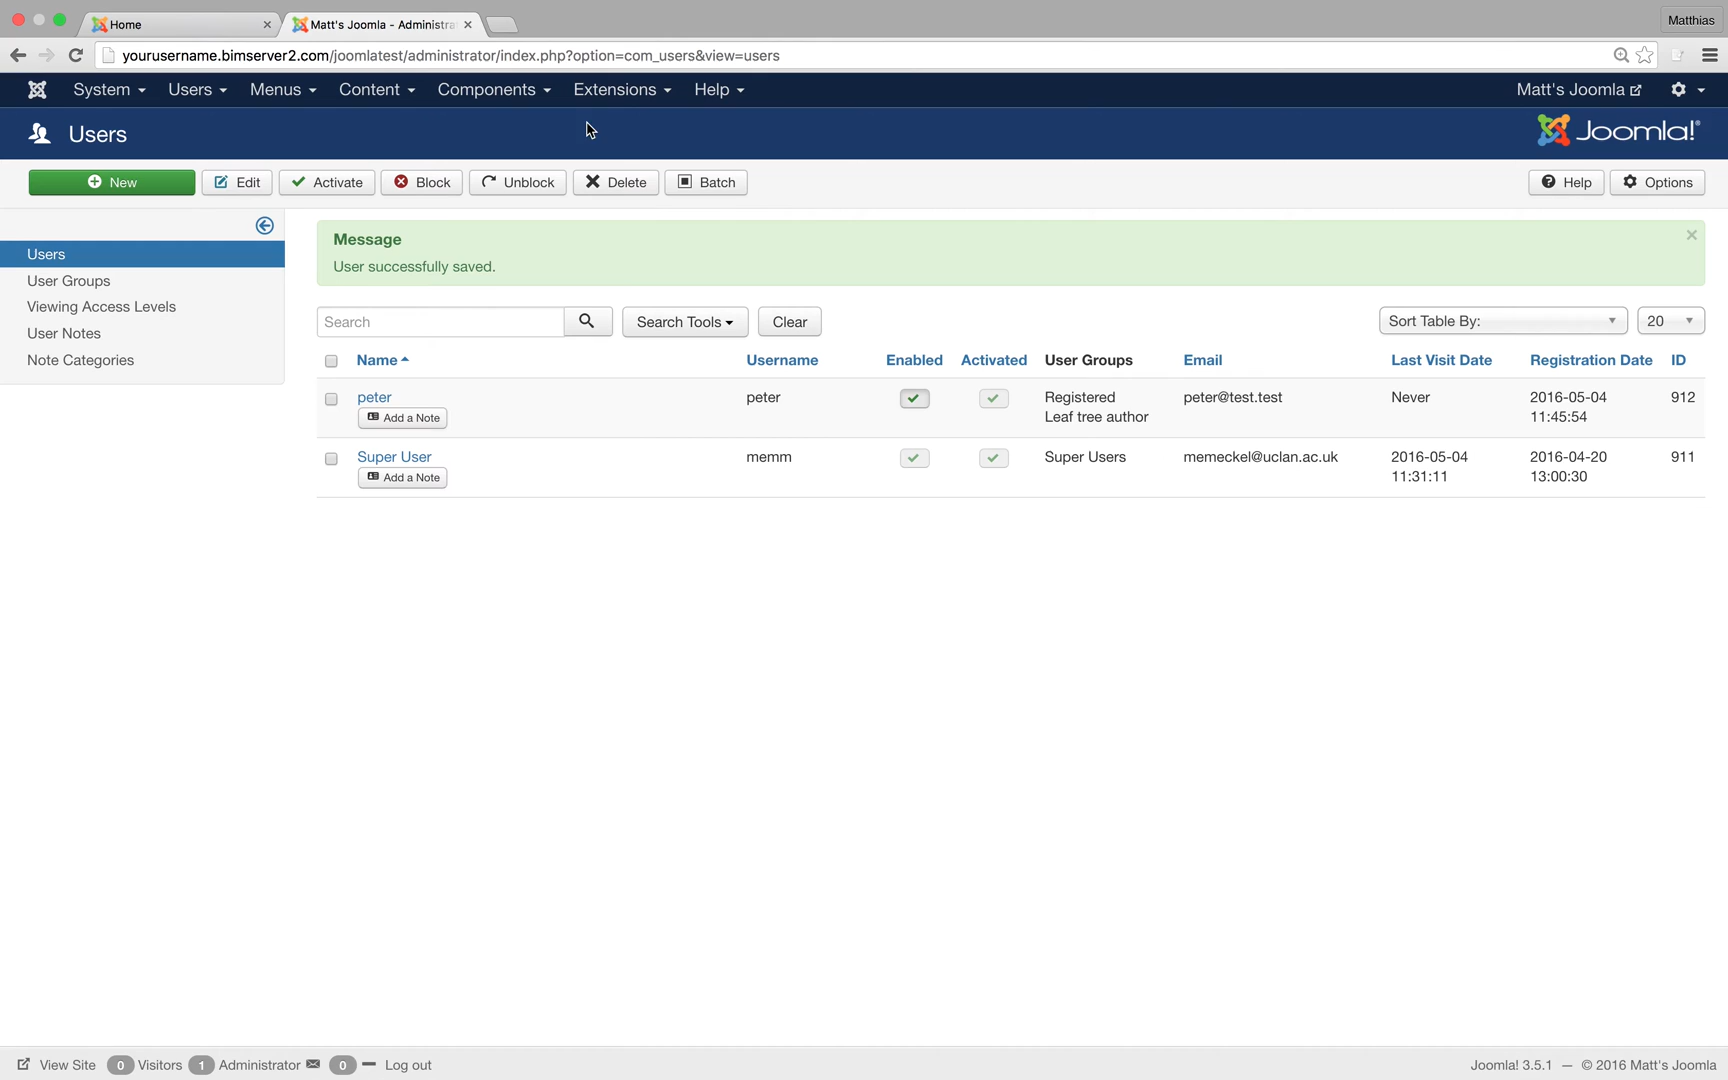 Home
Matt's Joomla - Administra
Matthias
yourusername.bimserver2.com/joomlatest/administrator/index.php?option=com_users&view=users
System Users Menus Content Components Extensions Help Matt's Joomla
Users Joomla!®
New Edit Activate Block Unblock Delete Batch Help Options
Users
User Groups
Viewing Access Levels
User Notes
Note Categories
Message
User successfully saved.
Search Search Tools Clear Sort Table By: 20
Name Username Enabled Activated User Groups Email Last Visit Date Registration Date ID
peter peter Registered peter@test.test Never 2016-05-04 912
Add a Note Leaf tree author 11:45:54
Super User memm Super Users memeckel@uclan.ac.uk 2016-05-04 2016-04-20 911
Add a Note 11:31:11 13:00:30
View Site 0 Visitors 1 Administrator 0 Log out Joomla! 3.5.1 — © 2016 Matt's Joomla